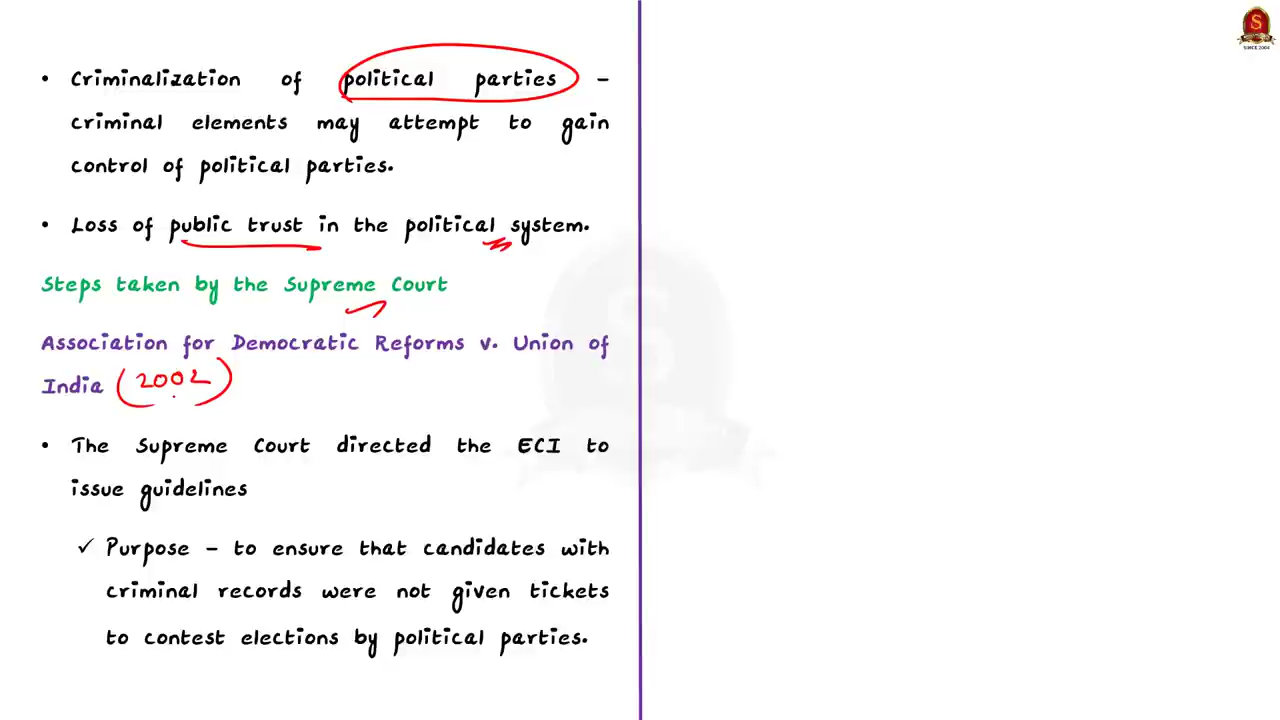 • Criminalization of political parties –
criminal elements may attempt to gain
control of political parties.
• Loss of public trust in the political system.
Steps taken by the Supreme Court
Association for Democratic Reforms v. Union of
India (2002)
• The Supreme Court directed the ECI to
issue guidelines
✓ Purpose – to ensure that candidates with
criminal records were not given tickets
to contest elections by political parties.
S
SINCE 2004